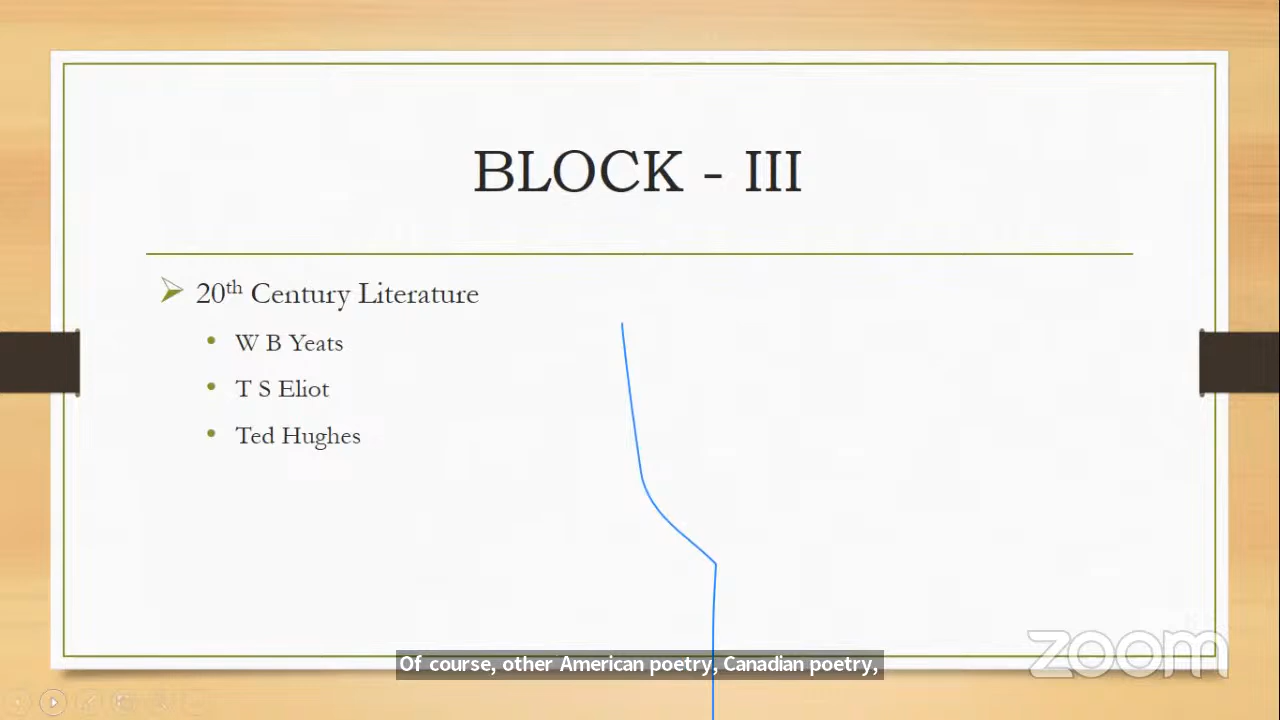 BLOCK - III
20th Century Literature
W B Yeats
T S Eliot
Ted Hughes
zoom
Of course, other American poetry, Canadian poetry,